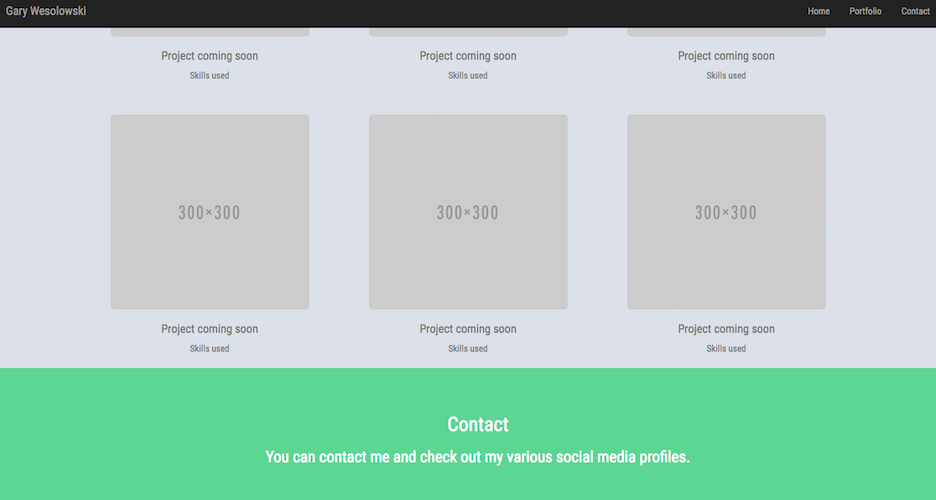 Gary Wesolowski Home Portfolio Contact
Project coming soon Project coming soon Project coming soon
Skills used Skills used Skills used
300×300 300×300 300×300
Project coming soon Project coming soon Project coming soon
Skills used Skills used Skills used
Contact
You can contact me and check out my various social media profiles.